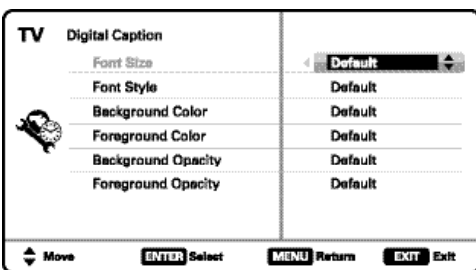 TV Digital Caption
Font Size Default
Font Style Default
Background Color Default
Foreground Color Default
Background Opacity Default
Foreground Opacity Default
Move ENTER Select MENU Return EXIT Exit